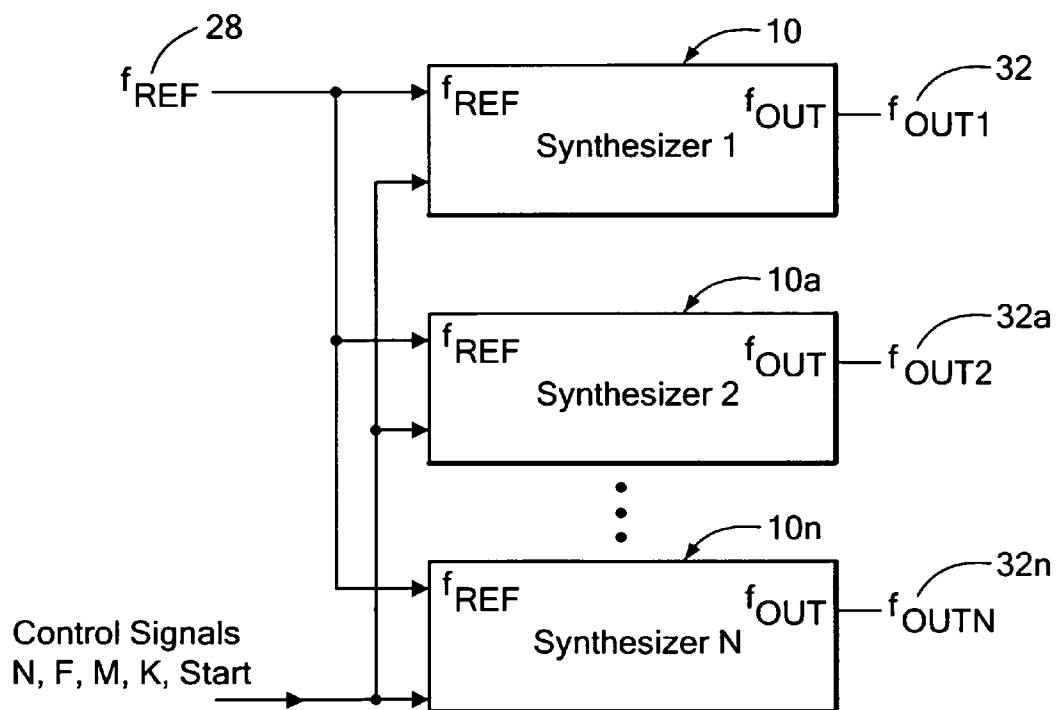 28
10
32
fREF
fREF
fOUT
fOUT1
Synthesizer 1
10a
32a
fREF
fOUT
fOUT2
Synthesizer 2
10n
32n
fREF
fOUT
fOUTN
Synthesizer N
Control Signals
N, F, M, K, Start